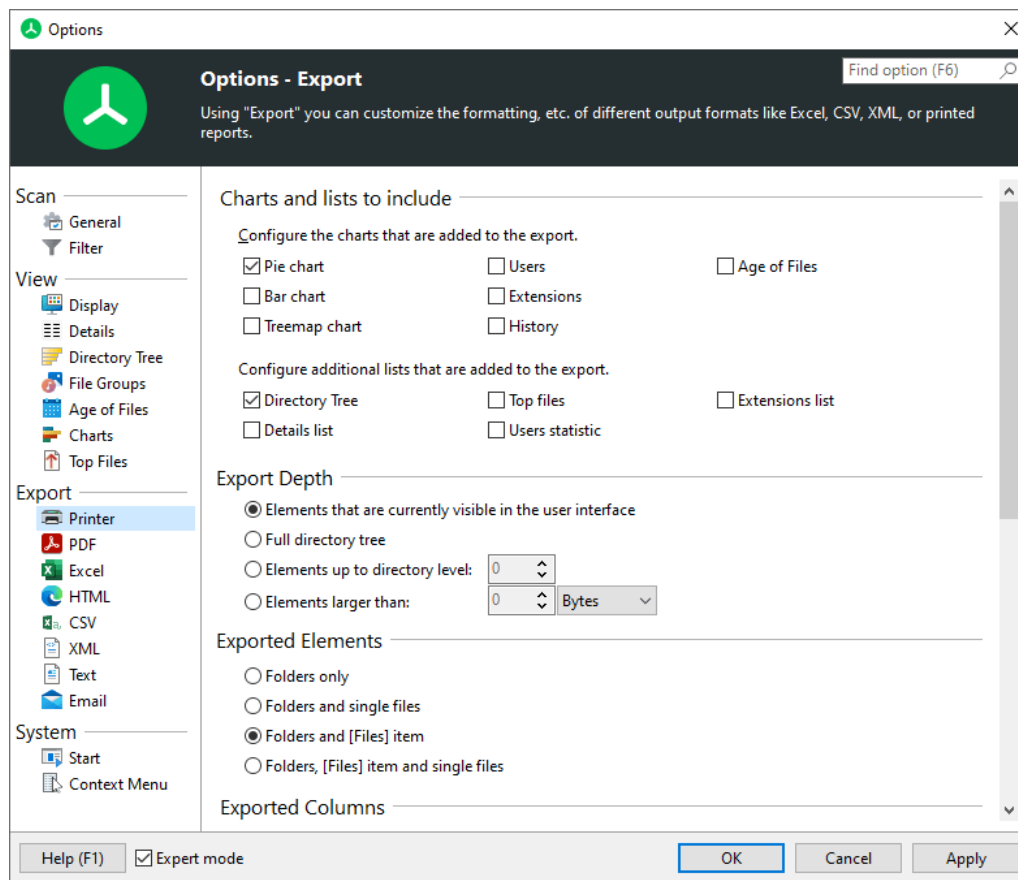 Options
Options - Export
Find option (F6)
Using "Export" you can customize the formatting, etc. of different output formats like Excel, CSV, XML, or printed
reports.
Scan
General
Filter
View
Display
Details
Directory Tree
File Groups
Age of Files
Charts
Top Files
Export
Printer
PDF
Excel
HTML
CSV
XML
Text
Email
System
Start
Context Menu
Charts and lists to include
Configure the charts that are added to the export.
Pie chart
Users
Age of Files
Bar chart
Extensions
Treemap chart
History
Configure additional lists that are added to the export.
Directory Tree
Top files
Extensions list
Details list
Users statistic
Export Depth
Elements that are currently visible in the user interface
Full directory tree
Elements up to directory level: 0
Elements larger than: 0 Bytes
Exported Elements
Folders only
Folders and single files
Folders and [Files] item
Folders, [Files] item and single files
Exported Columns
Help (F1)
Expert mode
OK
Cancel
Apply